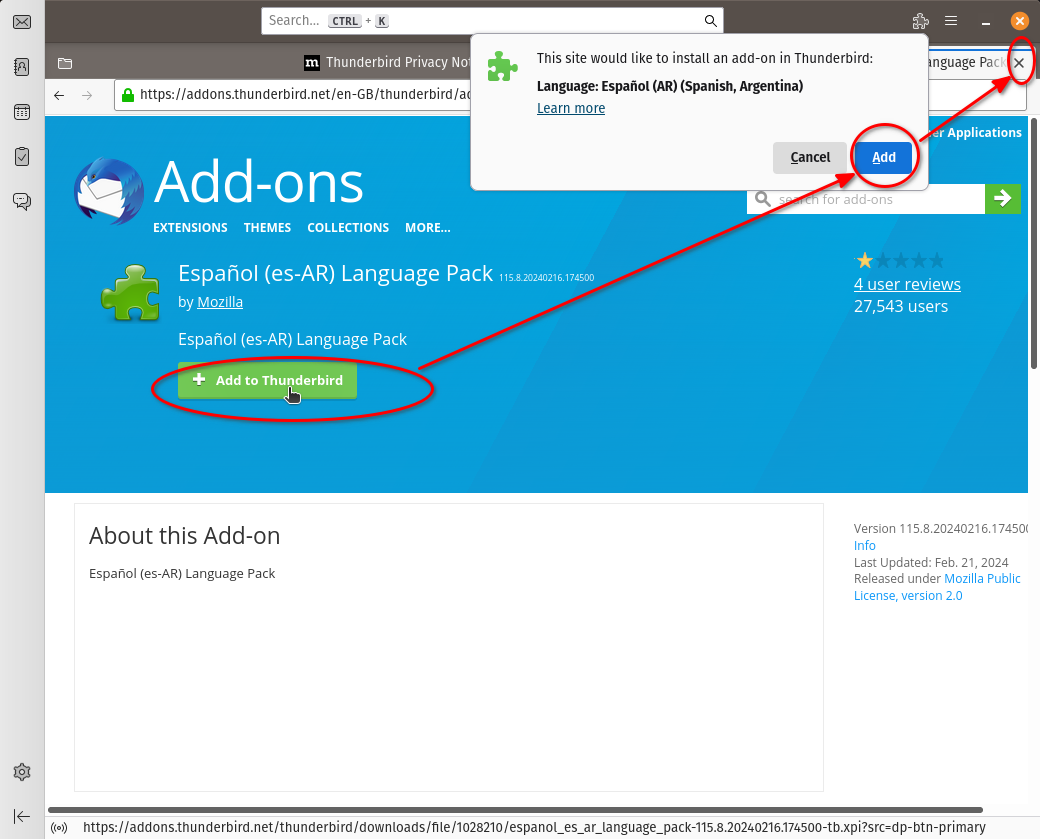 Search... CTRL + K
m Thunderbird Privacy Not
anguage Pack
https://addons.thunderbird.net/en-GB/thunderbird/ad
This site would like to install an add-on in Thunderbird:
Language: Español (AR) (Spanish, Argentina)
Learn more
Cancel
Add
er Applications
Add-ons
search for add-ons
EXTENSIONS THEMES COLLECTIONS MORE...
Español (es-AR) Language Pack 115.8.20240216.174500
by Mozilla
Español (es-AR) Language Pack
Add to Thunderbird
4 user reviews
27,543 users
About this Add-on
Español (es-AR) Language Pack
Version 115.8.20240216.174500
Info
Last Updated: Feb. 21, 2024
Released under Mozilla Public
License, version 2.0
https://addons.thunderbird.net/thunderbird/downloads/file/1028210/espanol_es_ar_language_pack-115.8.20240216.174500-tb.xpi?src=dp-btn-primary